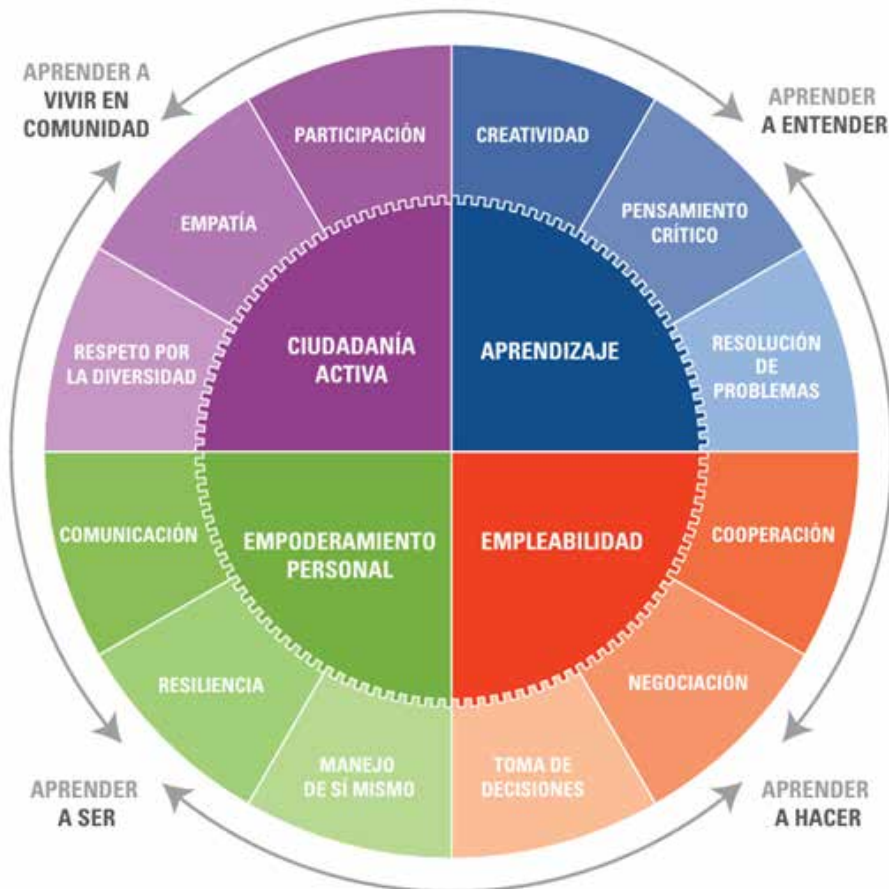 APRENDER A
VIVIR EN
COMUNIDAD
APRENDER
A ENTENDER
PARTICIPACIÓN
CREATIVIDAD
EMPATÍA
PENSAMIENTO
CRÍTICO
RESPETO POR
LA DIVERSIDAD
CIUDADANÍA
ACTIVA
APRENDIZAJE
RESOLUCIÓN
DE
PROBLEMAS
COMUNICACIÓN
EMPODERAMIENTO
PERSONAL
EMPLEABILIDAD
COOPERACIÓN
RESILIENCIA
NEGOCIACIÓN
MANEJO
DE SÍ MISMO
TOMA DE
DECISIONES
APRENDER
A SER
APRENDER
A HACER